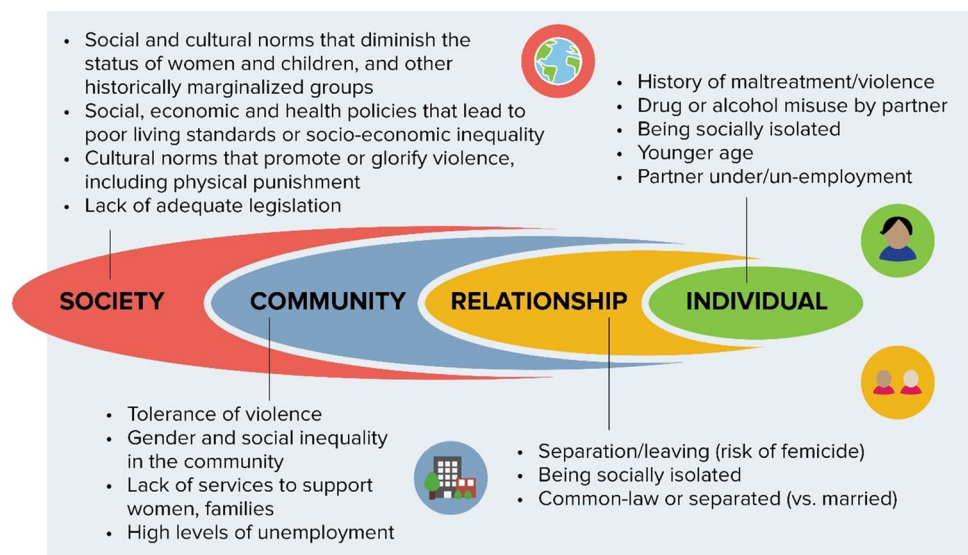 • Social and cultural norms that diminish the
status of women and children, and other
historically marginalized groups
• Social, economic and health policies that lead to
poor living standards or socio-economic inequality
• Cultural norms that promote or glorify violence,
including physical punishment
• Lack of adequate legislation
• History of maltreatment/violence
• Drug or alcohol misuse by partner
• Being socially isolated
• Younger age
• Partner under/un-employment
SOCIETY
COMMUNITY
RELATIONSHIP
INDIVIDUAL
• Tolerance of violence
• Gender and social inequality
in the community
• Lack of services to support
women, families
• High levels of unemployment
• Separation/leaving (risk of femicide)
• Being socially isolated
• Common-law or separated (vs. married)